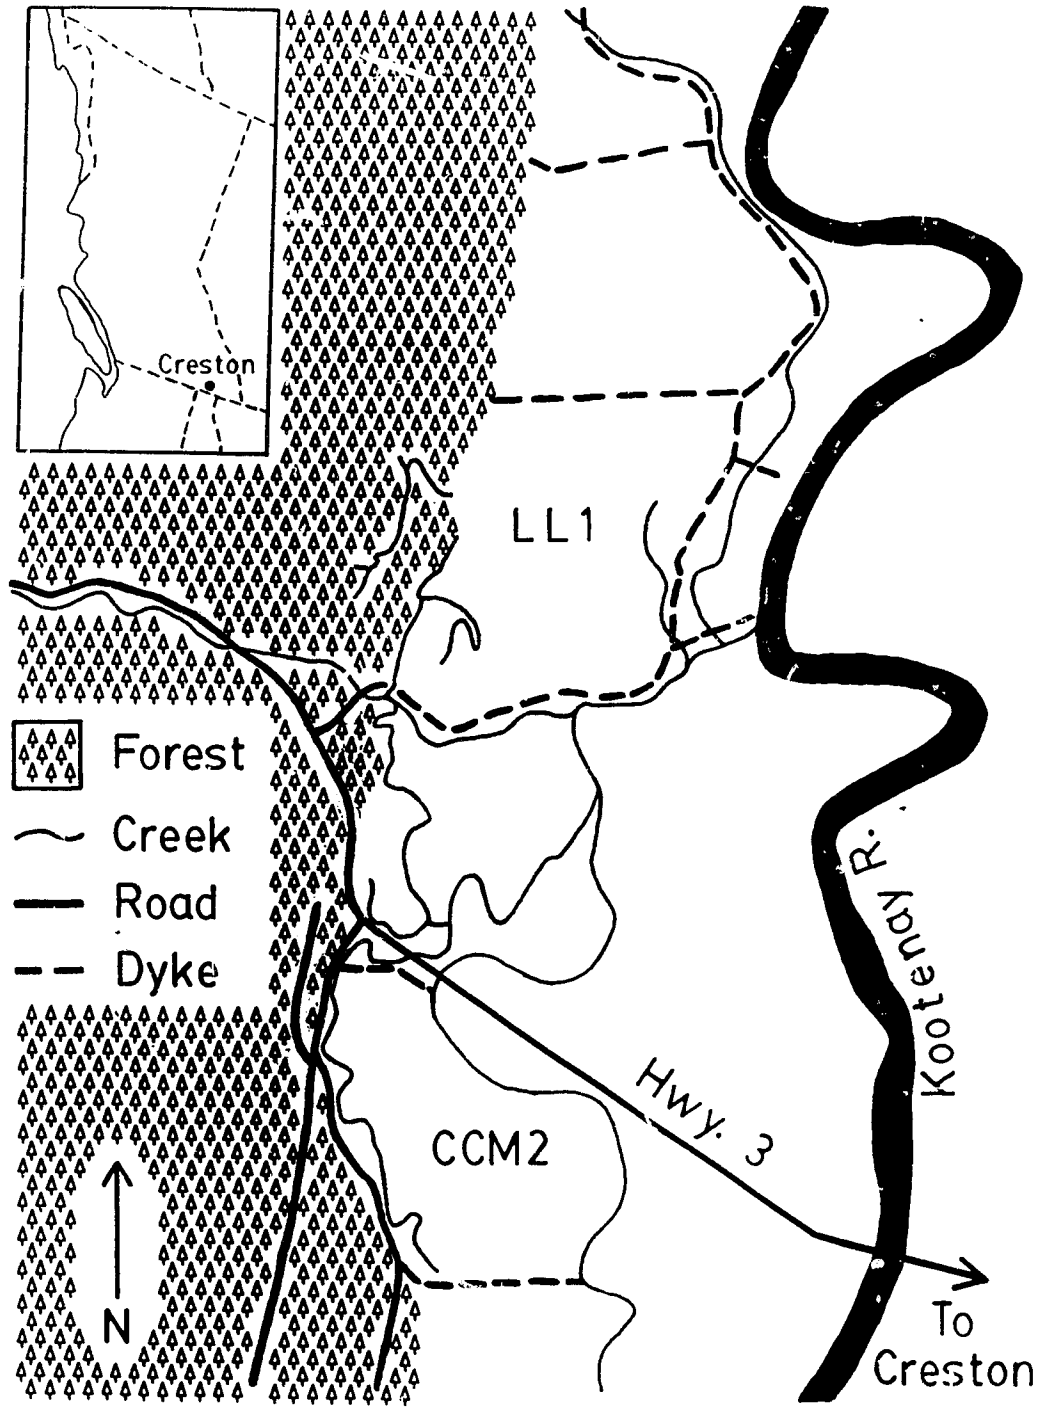 Creston
LL1
Forest
Creek
Road
Dyke
Kootenay R.
Hwy. 3
CCM2
N
To
Creston